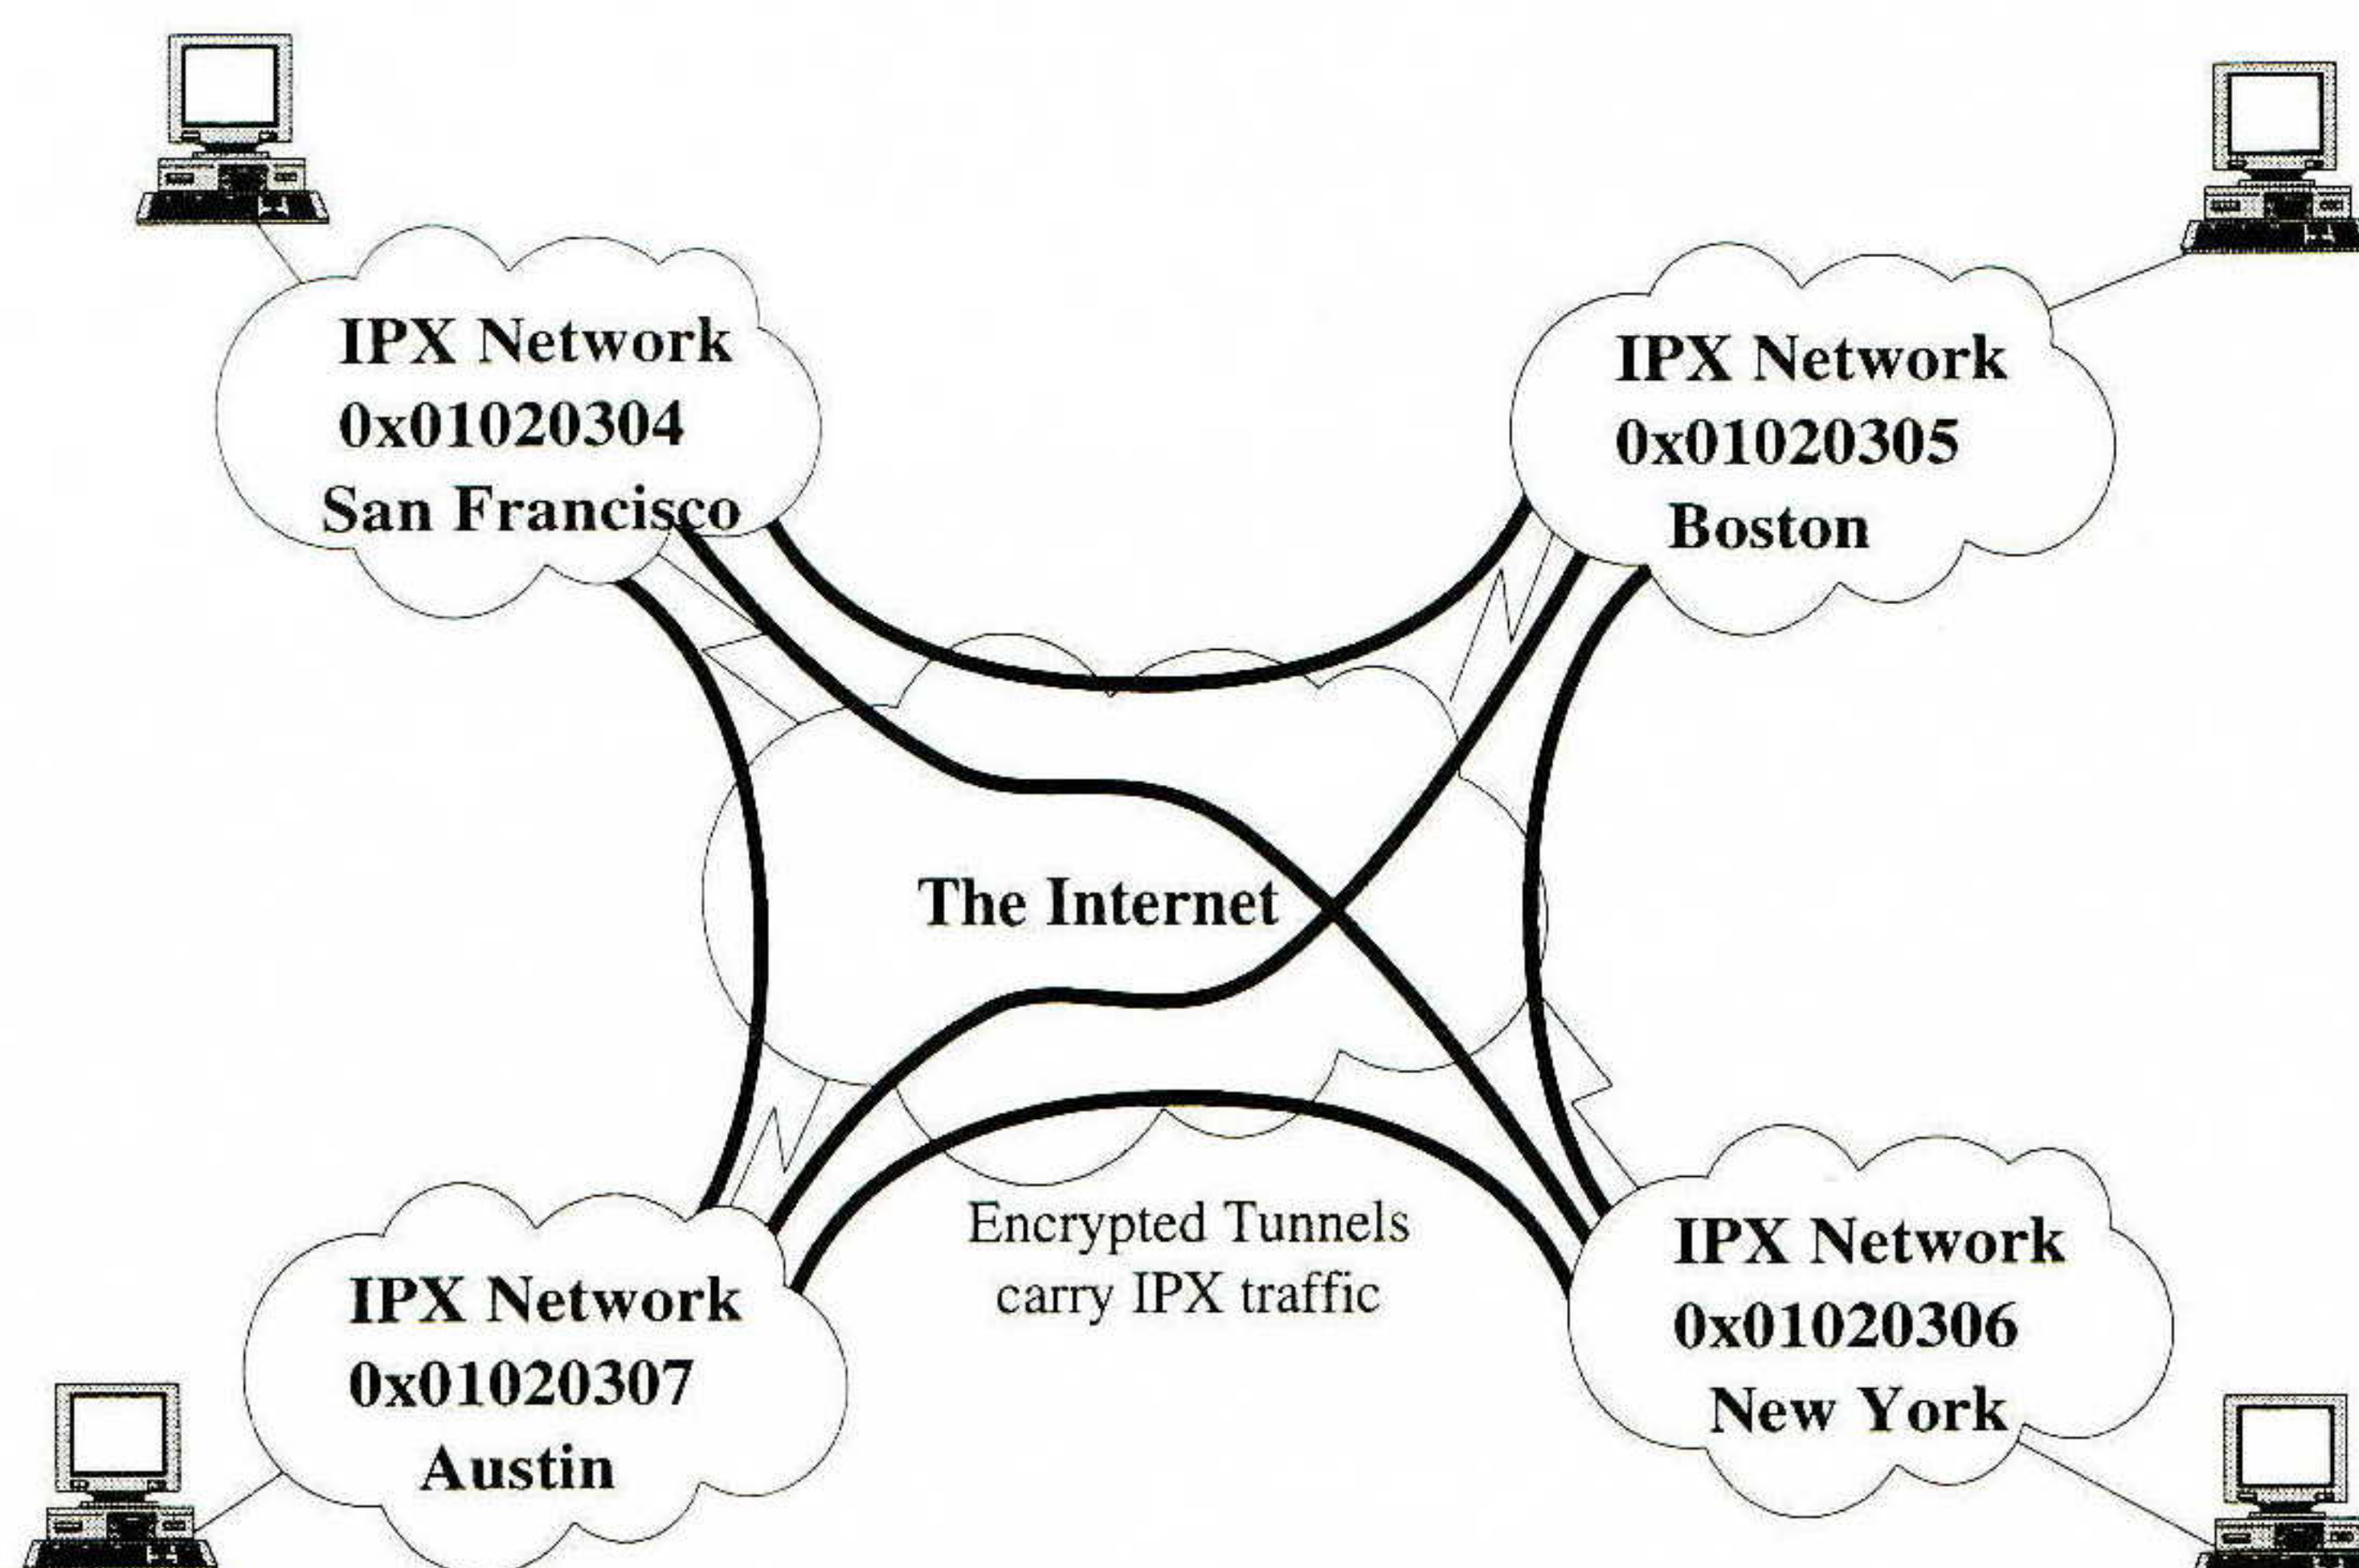 IPX Network
0x01020304
San Francisco
IPX Network
0x01020305
Boston
The Internet
Encrypted Tunnels
carry IPX traffic
IPX Network
0x01020307
Austin
IPX Network
0x01020306
New York